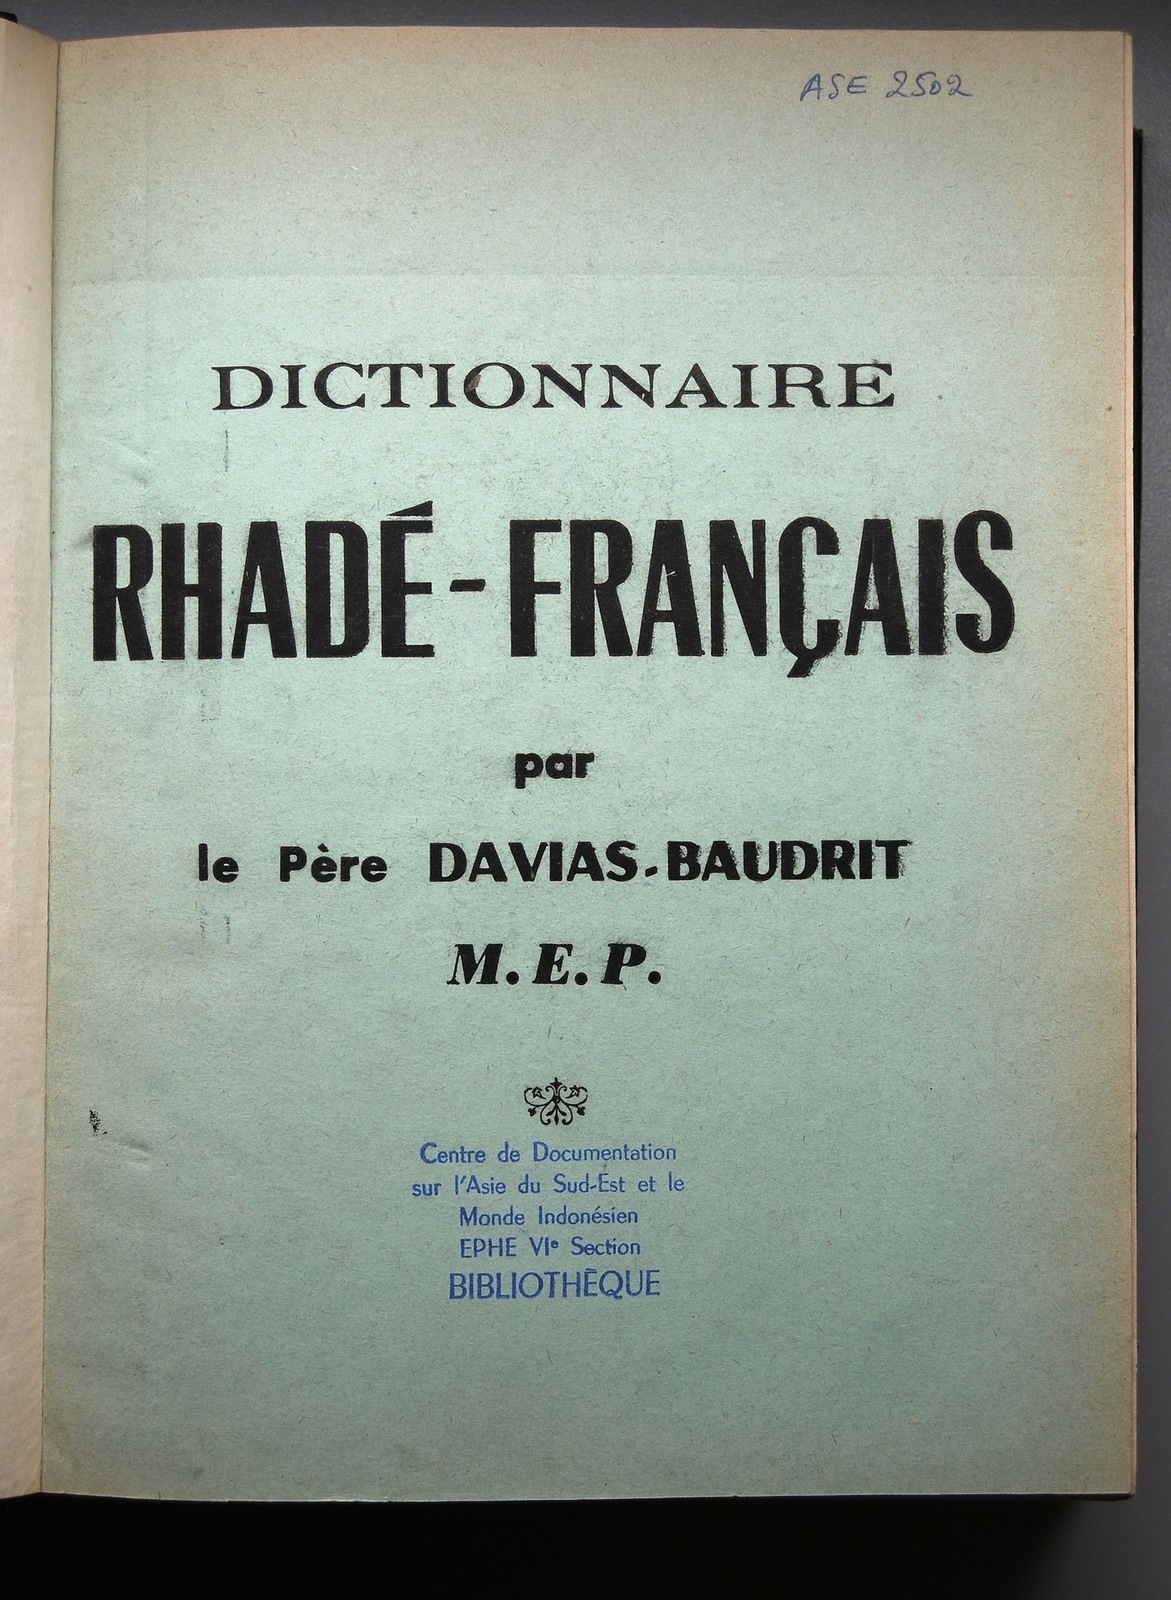 ASE 2502
DICTIONNAIRE
RHADÉ-FRANÇAIS
par
le Père DAVIAS-BAUDRIT
M.E.P.
Centre de Documentation
sur l'Asie du Sud-Est et le
Monde Indonésien
EPHE VIe Section
BIBLIOTHÈQUE